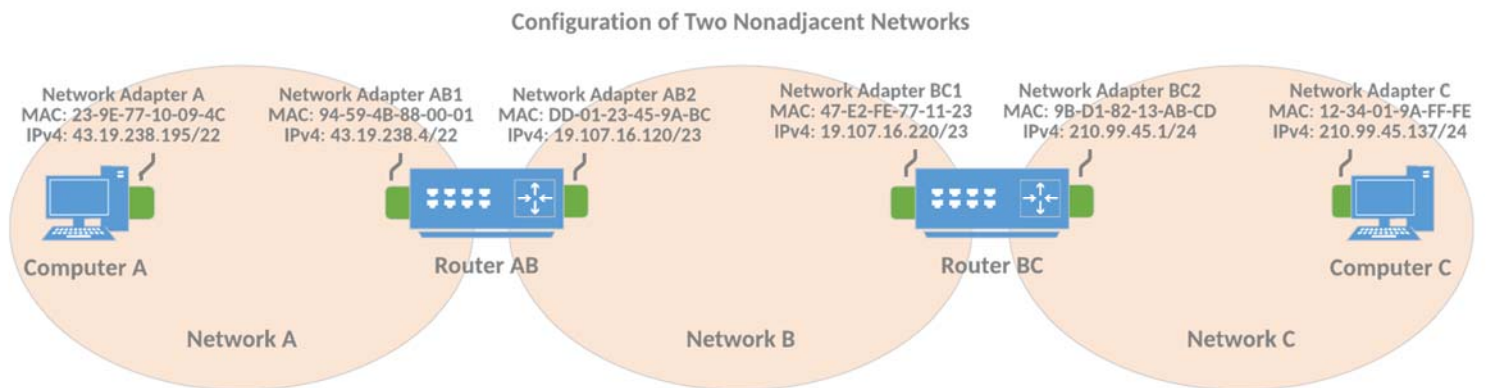 Configuration of Two Nonadjacent Networks
Network Adapter A
MAC: 23-9E-77-10-09-4C
IPv4: 43.19.238.195/22
Network Adapter AB1
MAC: 94-59-4B-88-00-01
IPv4: 43.19.238.4/22
Network Adapter AB2
MAC: DD-01-23-45-9A-BC
IPv4: 19.107.16.120/23
Network Adapter BC1
MAC: 47-E2-FE-77-11-23
IPv4: 19.107.16.220/23
Network Adapter BC2
MAC: 9B-D1-82-13-AB-CD
IPv4: 210.99.45.1/24
Network Adapter C
MAC: 12-34-01-9A-FF-FE
IPv4: 210.99.45.137/24
Computer A
Router AB
Router BC
Computer C
Network A
Network B
Network C